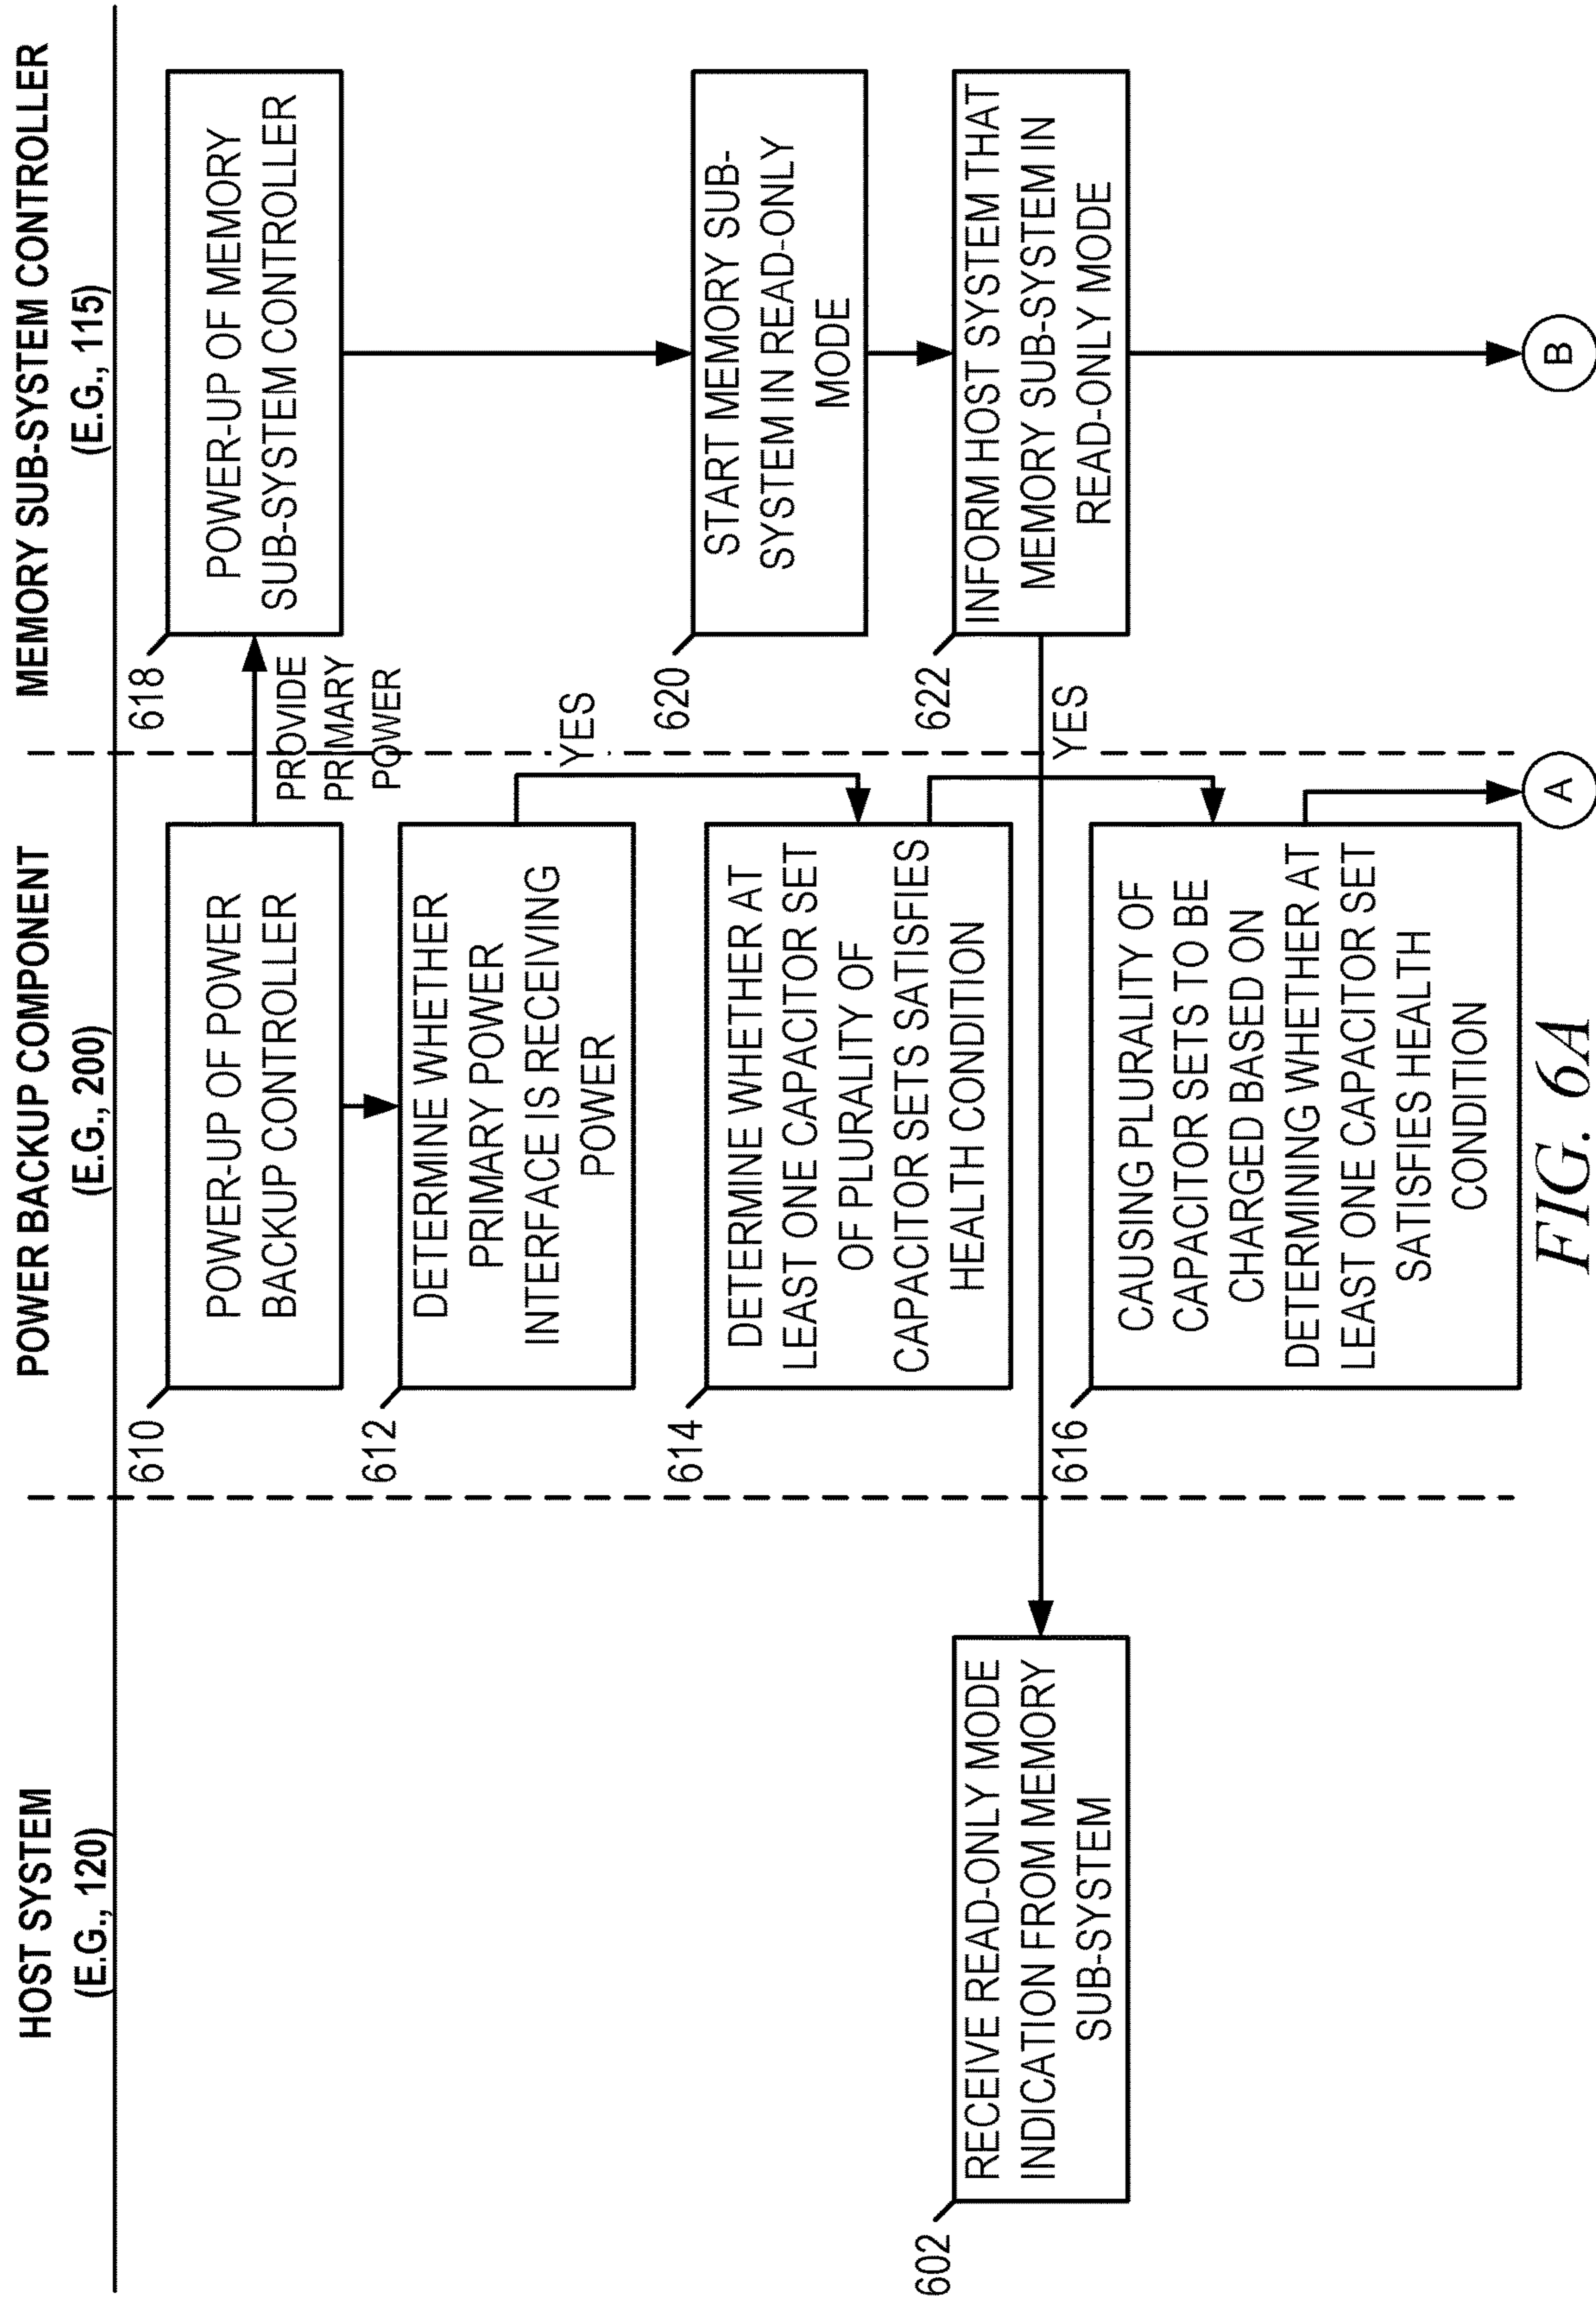 HOST SYSTEM
(E.G., 120)
POWER BACKUP COMPONENT
(E.G., 200)
MEMORY SUB-SYSTEM CONTROLLER
(E.G., 115)
610
POWER-UP OF POWER
BACKUP CONTROLLER
PROVIDE
PRIMARY
POWER
618
POWER-UP OF MEMORY
SUB-SYSTEM CONTROLLER
612
DETERMINE WHETHER
PRIMARY POWER
INTERFACE IS RECEIVING
POWER
YES
614
DETERMINE WHETHER AT
LEAST ONE CAPACITOR SET
OF PLURALITY OF
CAPACITOR SETS SATISFIES
HEALTH CONDITION
620
START MEMORY SUB-
SYSTEM IN READ-ONLY
MODE
622
INFORM HOST SYSTEM THAT
MEMORY SUB-SYSTEM IN
READ-ONLY MODE
602
RECEIVE READ-ONLY MODE
INDICATION FROM MEMORY
SUB-SYSTEM
YES
616
CAUSING PLURALITY OF
CAPACITOR SETS TO BE
CHARGED BASED ON
DETERMINING WHETHER AT
LEAST ONE CAPACITOR SET
SATISFIES HEALTH
CONDITION
A
B
FIG. 6A